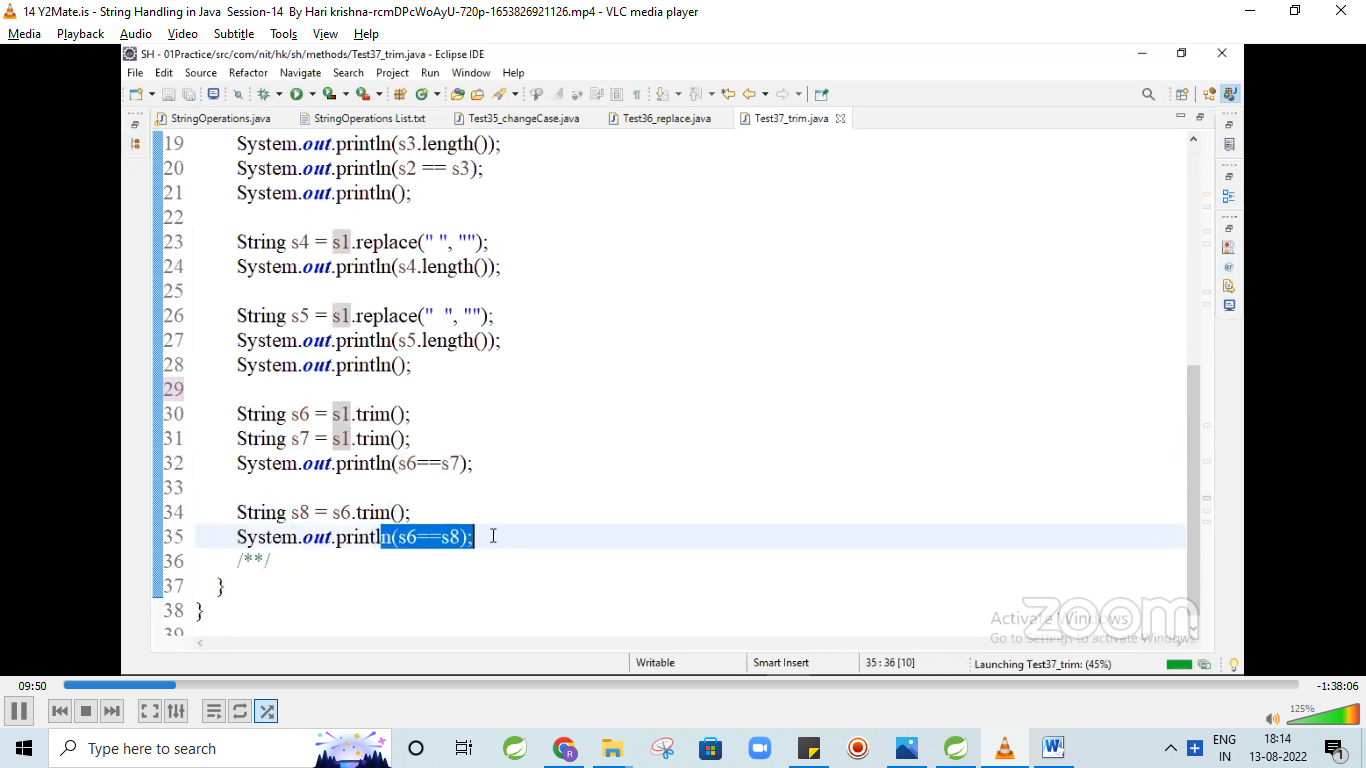 14 Y2Mate.is - String Handling in Java  Session-14  By Hari krishna-rcmDPcWoAyU-720p-1653826921126.mp4 - VLC media player
Media Playback Audio Video Subtitle Tools View Help
SH - 01Practice/src/com/nit/hk/sh/methods/Test37_trim.java - Eclipse IDE
File Edit Source Refactor Navigate Search Project Run Window Help
StringOperations.java StringOperations List.txt Test35_changeCase.java Test36_replace.java Test37_trim.java
19 System.out.println(s3.length());
20 System.out.println(s2 == s3);
21 System.out.println();
22
23 String s4 = s1.replace(" ", "");
24 System.out.println(s4.length());
25
26 String s5 = s1.replace("  ", "");
27 System.out.println(s5.length());
28 System.out.println();
29
30 String s6 = s1.trim();
31 String s7 = s1.trim();
32 System.out.println(s6==s7);
33
34 String s8 = s6.trim();
35 System.out.println(s6==s8);
36 /**/
37 }
38 }
39
zoom
Activate Windows
Go to Settings to activate Windows.
Writable Smart Insert 35 : 36 [10] Launching Test37_trim: (45%)
09:50 -1:38:06
125%
Type here to search
ENG 18:14
IN 13-08-2022
1